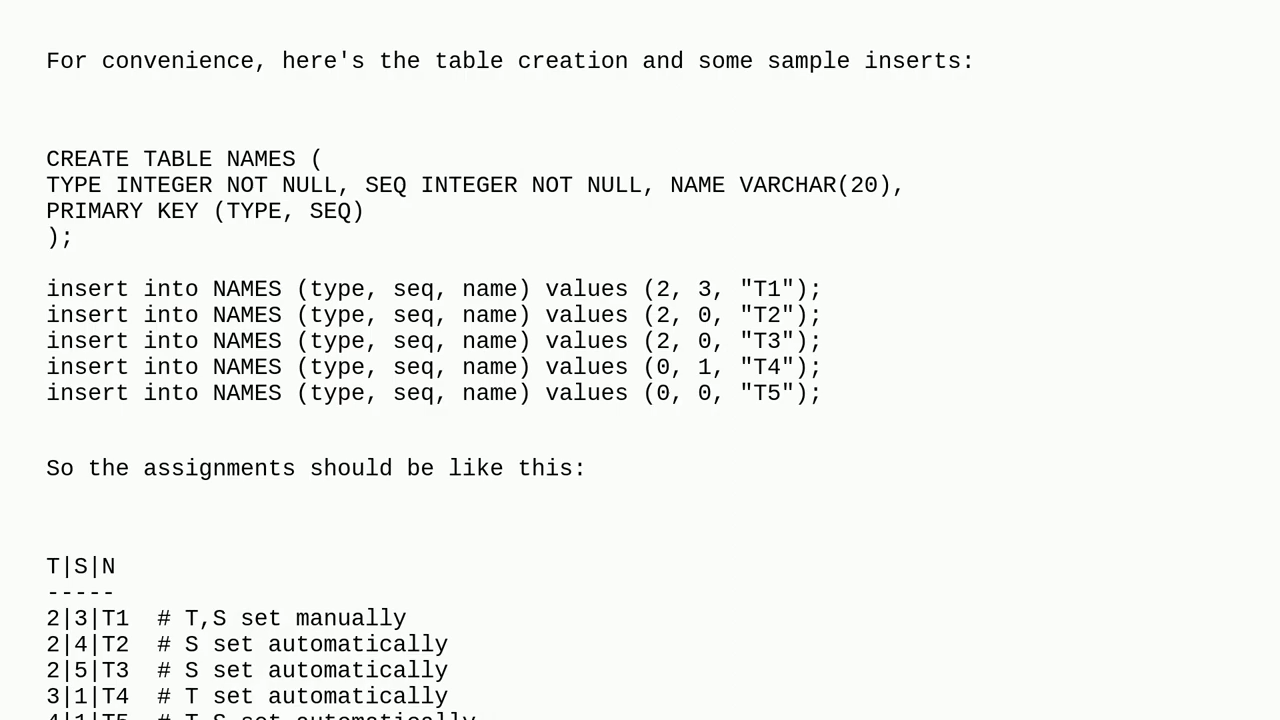 For convenience, here's the table creation and some sample inserts:
CREATE TABLE NAMES (
TYPE INTEGER NOT NULL, SEQ INTEGER NOT NULL, NAME VARCHAR(20),
PRIMARY KEY (TYPE, SEQ)
);
insert into NAMES (type, seq, name) values (2, 3, "T1");
insert into NAMES (type, seq, name) values (2, 0, "T2");
insert into NAMES (type, seq, name) values (2, 0, "T3");
insert into NAMES (type, seq, name) values (0, 1, "T4");
insert into NAMES (type, seq, name) values (0, 0, "T5");
So the assignments should be like this:
T|S|N
-----
2|3|T1  # T,S set manually
2|4|T2  # S set automatically
2|5|T3  # S set automatically
3|1|T4  # T set automatically
4|1|T5  # T,S set automatically